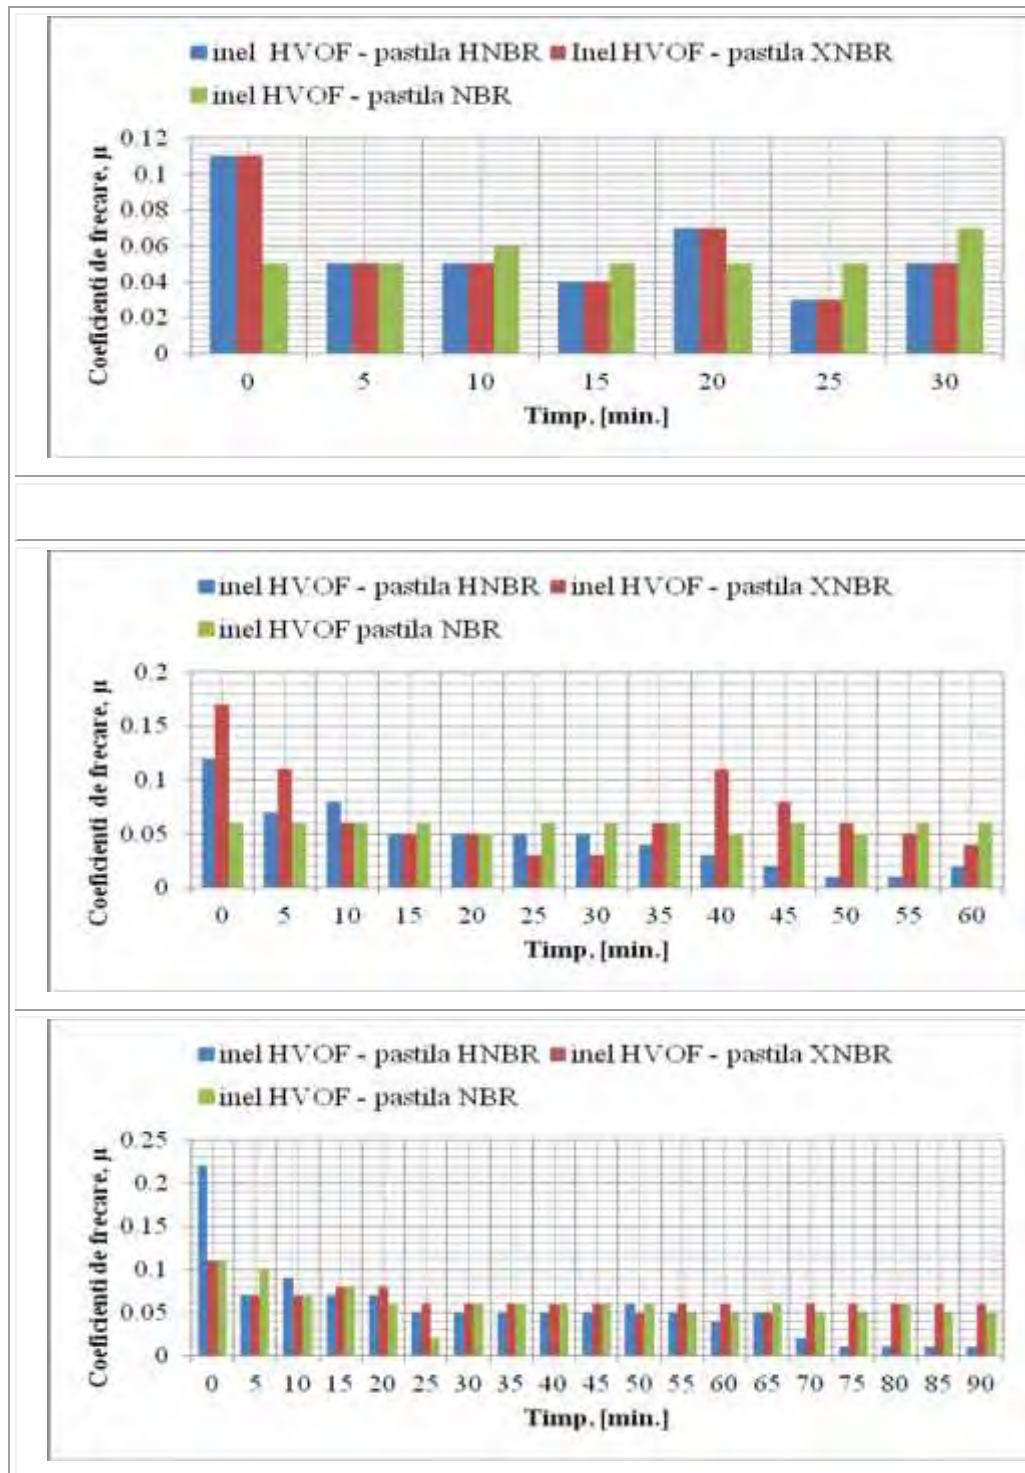 inel HVOF - pastila HNBR Inel HVOF - pastila XNBR
inel HVOF - pastila NBR
Coeficienti de frecare, μ
0.12
0.1
0.08
0.06
0.04
0.02
0
0 5 10 15 20 25 30
Timp. [min.]
inel HVOF - pastila HNBR inel HVOF - pastila XNBR
inel HVOF pastila NBR
Coeficienti de frecare, μ
0.2
0.15
0.1
0.05
0
0 5 10 15 20 25 30 35 40 45 50 55 60
Timp. [min.]
inel HVOF - pastila HNBR inel HVOF - pastila XNBR
inel HVOF - pastila NBR
Coeficienti de frecare, μ
0.25
0.2
0.15
0.1
0.05
0
0 5 10 15 20 25 30 35 40 45 50 55 60 65 70 75 80 85 90
Timp. [min.]